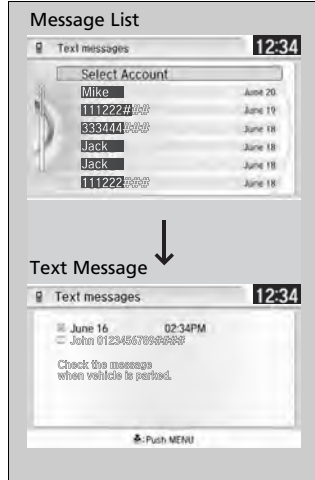 Message List
Text messages 12:34
Select Account
Mike June 20
111222### June 19
333444### June 18
Jack June 18
Jack June 18
111222### June 18
Text Message
Text messages 12:34
June 16 02:34PM
John 0123456789####
Check the message
when vehicle is parked.
:Push MENU